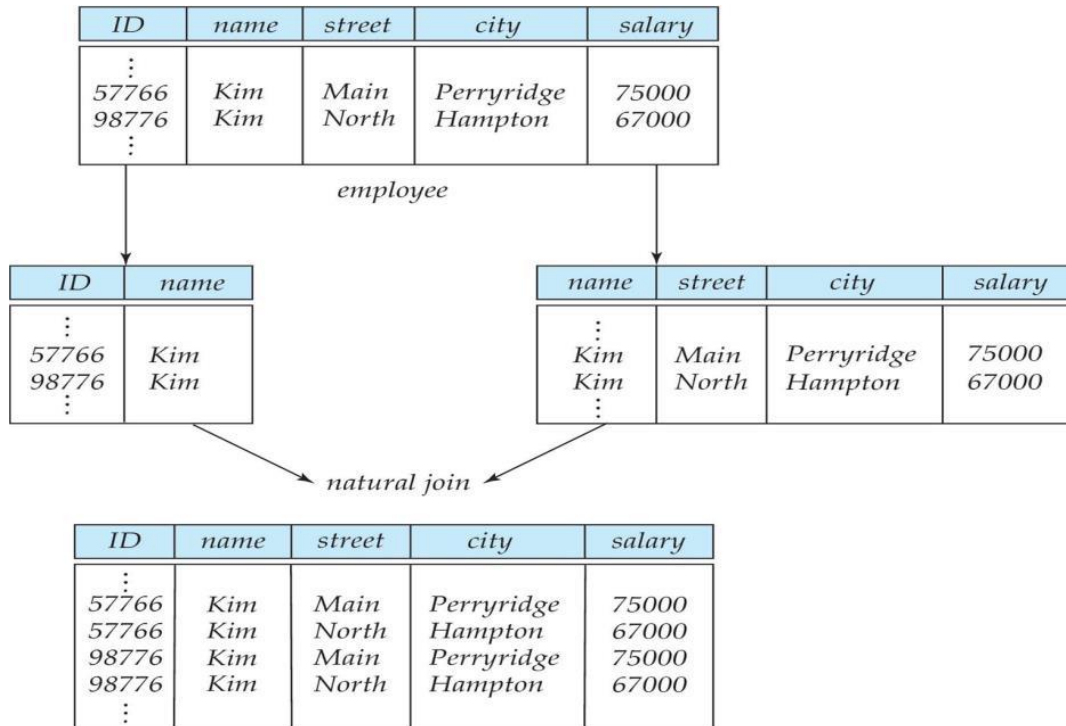 ID name street city salary
⋮
57766 Kim Main Perryridge 75000
98776 Kim North Hampton 67000
⋮
employee
ID name
⋮
57766 Kim
98776 Kim
⋮
name street city salary
⋮
Kim Main Perryridge 75000
Kim North Hampton 67000
⋮
natural join
ID name street city salary
⋮
57766 Kim Main Perryridge 75000
57766 Kim North Hampton 67000
98776 Kim Main Perryridge 75000
98776 Kim North Hampton 67000
⋮